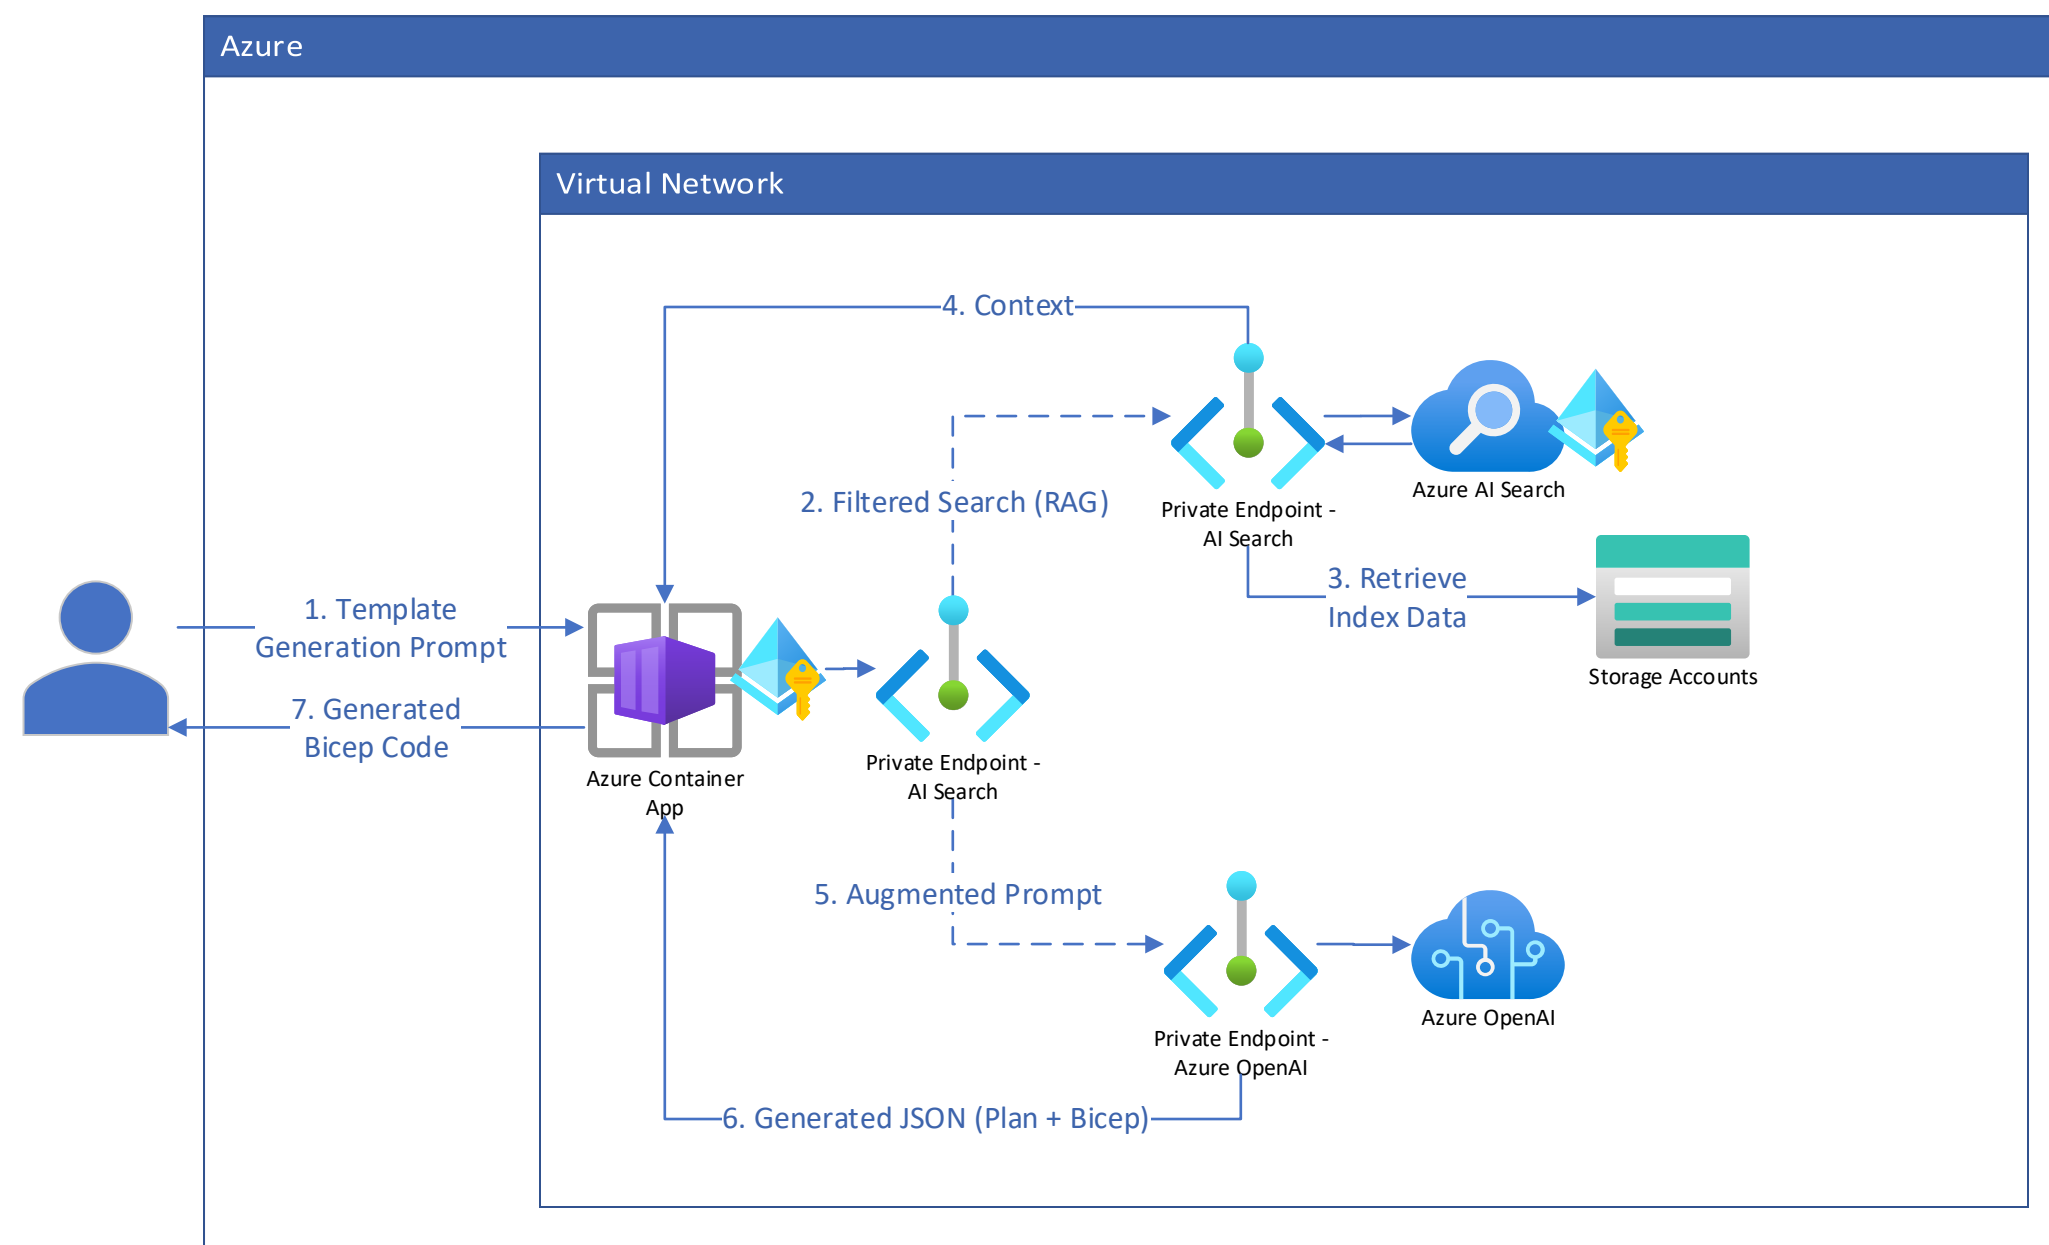 Azure
Virtual Network
4. Context
2. Filtered Search (RAG)
Private Endpoint -
AI Search
Azure AI Search
3. Retrieve
Index Data
Storage Accounts
1. Template
Generation Prompt
7. Generated
Bicep Code
Azure Container
App
Private Endpoint -
AI Search
5. Augmented Prompt
Private Endpoint -
Azure OpenAI
Azure OpenAI
6. Generated JSON (Plan + Bicep)